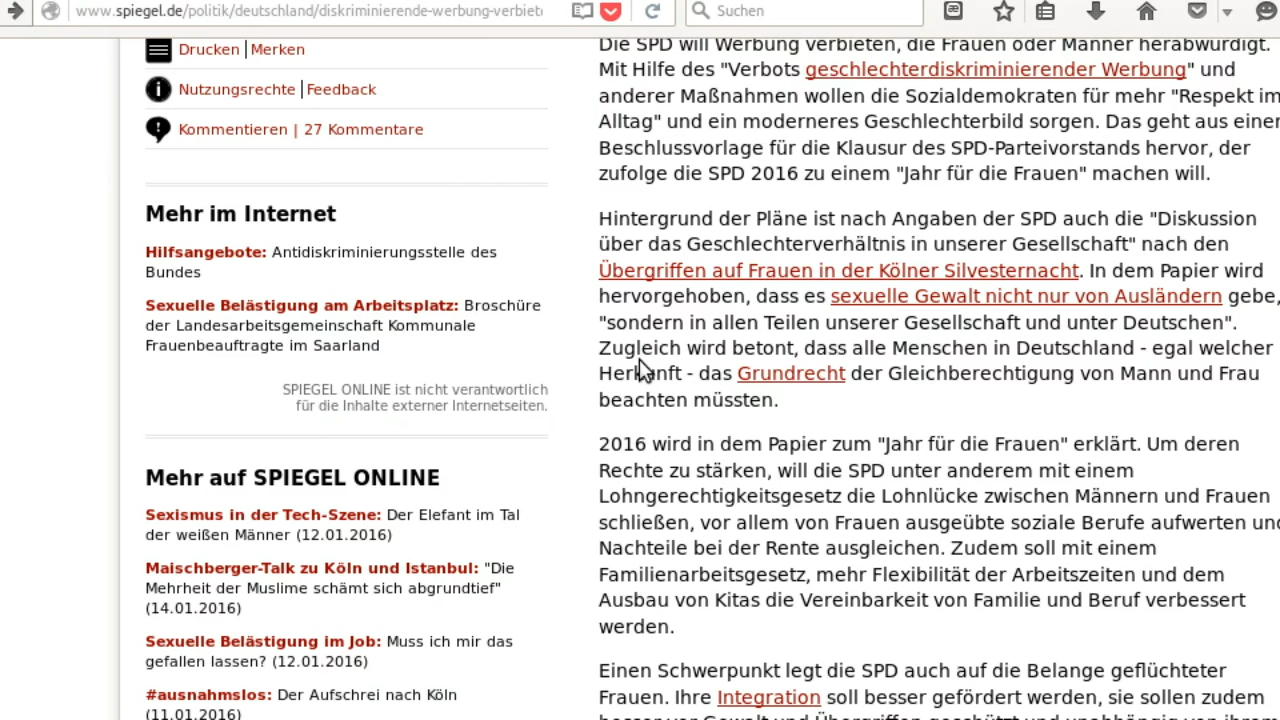 www.spiegel.de/politik/deutschland/diskriminierende-werbung-verbiet
Suchen
Drucken | Merken
Nutzungsrechte | Feedback
Kommentieren | 27 Kommentare
Mehr im Internet
Hilfsangebote: Antidiskriminierungsstelle des
Bundes
Sexuelle Belästigung am Arbeitsplatz: Broschüre
der Landesarbeitsgemeinschaft Kommunale
Frauenbeauftragte im Saarland
SPIEGEL ONLINE ist nicht verantwortlich
für die Inhalte externer Internetseiten.
Mehr auf SPIEGEL ONLINE
Sexismus in der Tech-Szene: Der Elefant im Tal
der weißen Männer (12.01.2016)
Maischberger-Talk zu Köln und Istanbul: "Die
Mehrheit der Muslime schämt sich abgrundtief"
(14.01.2016)
Sexuelle Belästigung im Job: Muss ich mir das
gefallen lassen? (12.01.2016)
#ausnahmslos: Der Aufschrei nach Köln
(11.01.2016)
Die SPD will Werbung verbieten, die Frauen oder Männer herabwürdigt.
Mit Hilfe des "Verbots geschlechterdiskriminierender Werbung" und
anderer Maßnahmen wollen die Sozialdemokraten für mehr "Respekt im
Alltag" und ein moderneres Geschlechterbild sorgen. Das geht aus einer
Beschlussvorlage für die Klausur des SPD-Parteivorstands hervor, der
zufolge die SPD 2016 zu einem "Jahr für die Frauen" machen will.
Hintergrund der Pläne ist nach Angaben der SPD auch die "Diskussion
über das Geschlechterverhältnis in unserer Gesellschaft" nach den
Übergriffen auf Frauen in der Kölner Silvesternacht. In dem Papier wird
hervorgehoben, dass es sexuelle Gewalt nicht nur von Ausländern gebe,
"sondern in allen Teilen unserer Gesellschaft und unter Deutschen".
Zugleich wird betont, dass alle Menschen in Deutschland - egal welcher
Herkunft - das Grundrecht der Gleichberechtigung von Mann und Frau
beachten müssten.
2016 wird in dem Papier zum "Jahr für die Frauen" erklärt. Um deren
Rechte zu stärken, will die SPD unter anderem mit einem
Lohngerechtigkeitsgesetz die Lohnlücke zwischen Männern und Frauen
schließen, vor allem von Frauen ausgeübte soziale Berufe aufwerten und
Nachteile bei der Rente ausgleichen. Zudem soll mit einem
Familienarbeitsgesetz, mehr Flexibilität der Arbeitszeiten und dem
Ausbau von Kitas die Vereinbarkeit von Familie und Beruf verbessert
werden.
Einen Schwerpunkt legt die SPD auch auf die Belange geflüchteter
Frauen. Ihre Integration soll besser gefördert werden, sie sollen zudem